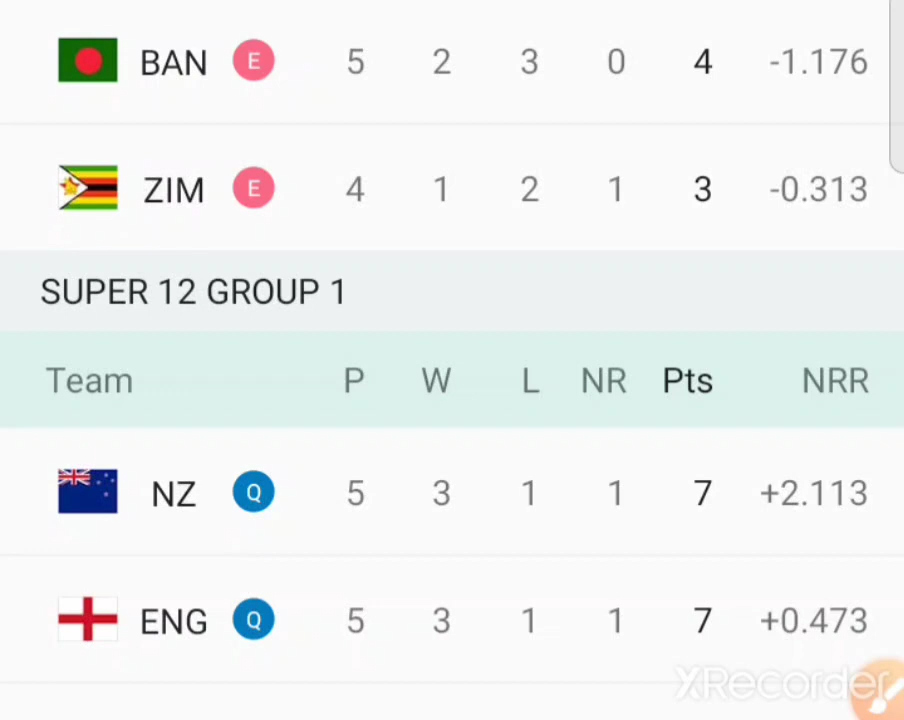 BAN E 5 2 3 0 4 -1.176
ZIM E 4 1 2 1 3 -0.313
SUPER 12 GROUP 1
Team P W L NR Pts NRR
NZ Q 5 3 1 1 7 +2.113
ENG Q 5 3 1 1 7 +0.473
XRecorder